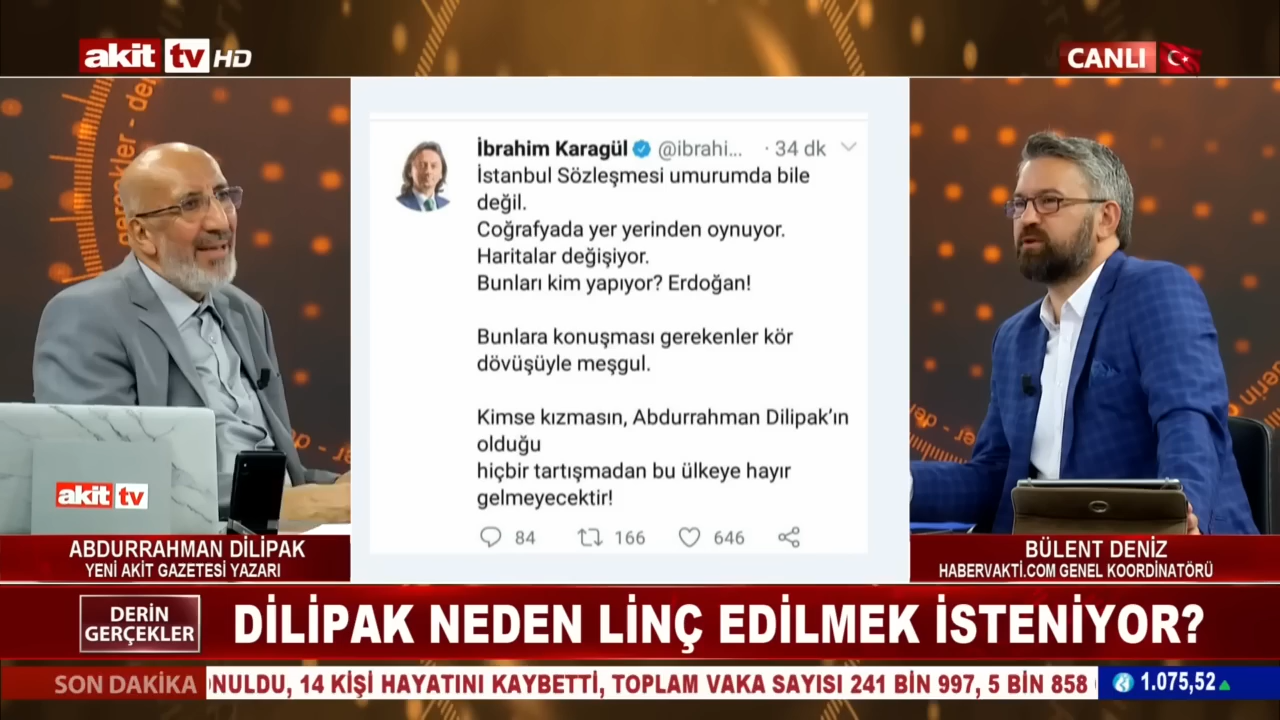 akit tv HD
CANLI
gerçekler - de
İbrahim Karagül @ibrahi... · 34 dk
İstanbul Sözleşmesi umurumda bile
değil.
Coğrafyada yer yerinden oynuyor.
Haritalar değişiyor.
Bunları kim yapıyor? Erdoğan!
Bunlara konuşması gerekenler kör
dövüşüyle meşgul.
Kimse kızmasın, Abdurrahman Dilipak'ın
olduğu
hiçbir tartışmadan bu ülkeye hayır
gelmeyecektir!
84 166 646
akit tv
ABDURRAHMAN DİLİPAK
YENİ AKİT GAZETESİ YAZARI
BÜLENT DENİZ
HABERVAKTİ.COM GENEL KOORDİNATÖRÜ
DERİN
GERÇEKLER
DİLİPAK NEDEN LİNÇ EDİLMEK İSTENİYOR?
SON DAKİKA
ONULDU, 14 KİŞİ HAYATINI KAYBETTİ, TOPLAM VAKA SAYISI 241 BİN 997, 5 BİN 858
1.075,52